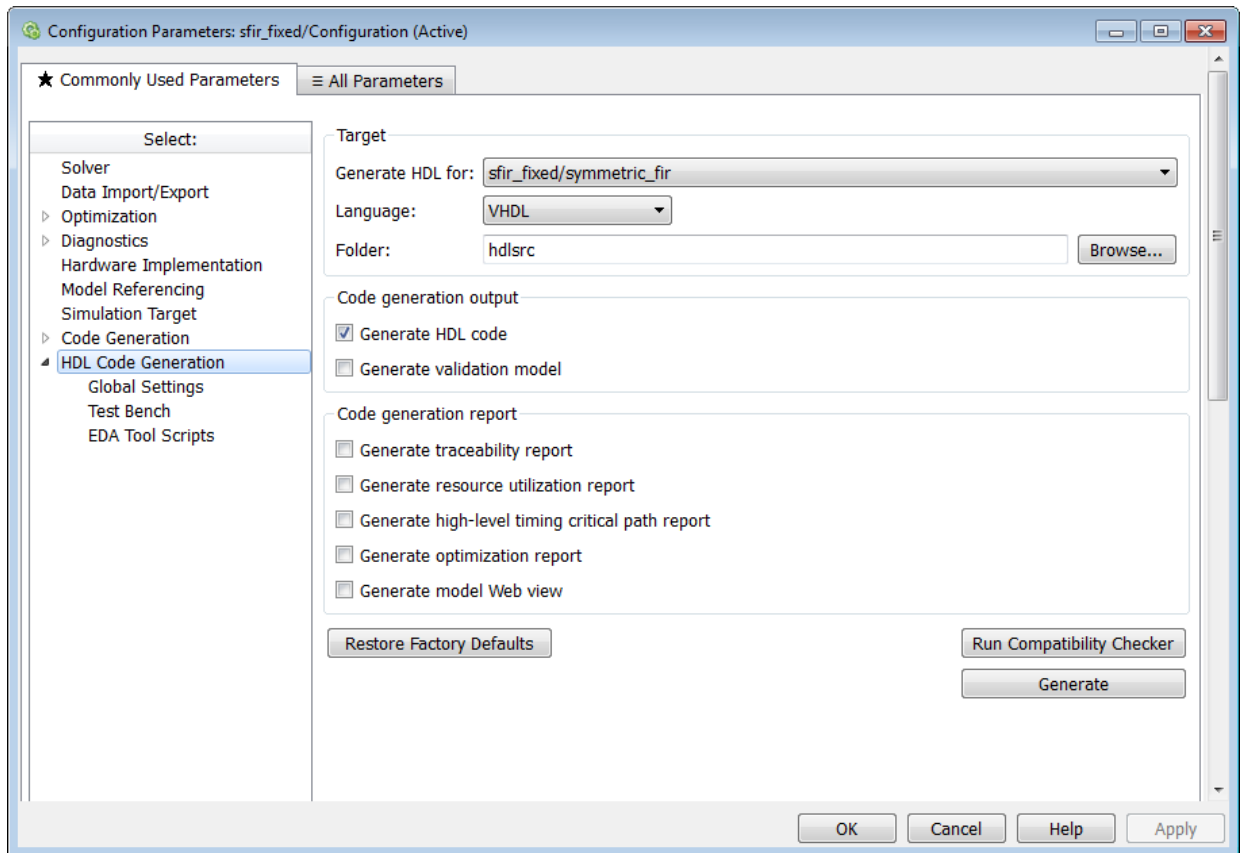 Configuration Parameters: sfir_fixed/Configuration (Active)
★ Commonly Used Parameters
≡ All Parameters
Select:
Solver
Data Import/Export
Optimization
Diagnostics
Hardware Implementation
Model Referencing
Simulation Target
Code Generation
HDL Code Generation
Global Settings
Test Bench
EDA Tool Scripts
Target
Generate HDL for: sfir_fixed/symmetric_fir
Language: VHDL
Folder: hdlsrc Browse...
Code generation output
Generate HDL code
Generate validation model
Code generation report
Generate traceability report
Generate resource utilization report
Generate high-level timing critical path report
Generate optimization report
Generate model Web view
Restore Factory Defaults Run Compatibility Checker
Generate
OK Cancel Help Apply